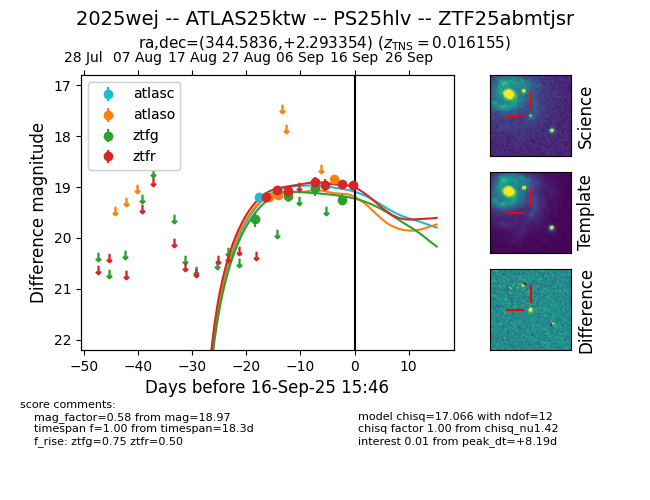 2025wej -- ATLAS25ktw -- PS25hlv -- ZTF25abmtjsr
ra,dec=(344.5836,+2.293354) (z_TNS = 0.016155)
28 Jul 07 Aug 17 Aug 27 Aug 06 Sep 16 Sep 26 Sep
17
18
19
20
21
22
Difference magnitude
atlasc
atlaso
ztfg
ztfr
−50 −40 −30 −20 −10 0 10
Days before 16-Sep-25 15:46
Science
Template
Difference
score comments:
mag_factor=0.58 from mag=18.97
timespan f=1.00 from timespan=18.3d
f_rise: ztfg=0.75 ztfr=0.50
model chisq=17.066 with ndof=12
chisq factor 1.00 from chisq_nu1.42
interest 0.01 from peak_dt=+8.19d